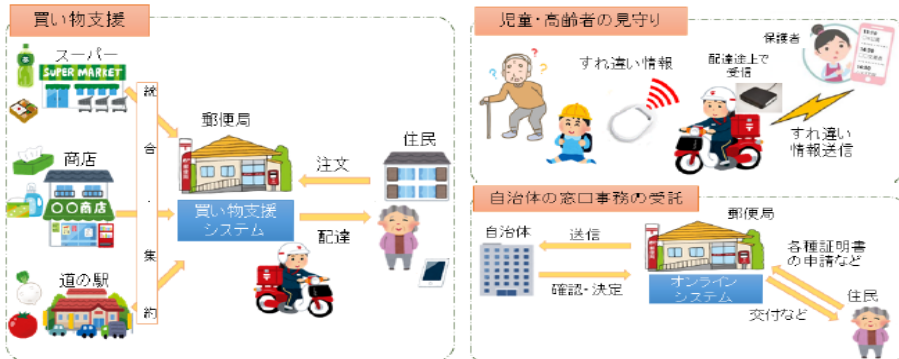 買い物支援
スーパー
SUPER MARKET
商店
〇〇商店
道の駅
統合・集約
郵便局
買い物支援
システム
注文
配達
住民
児童・高齢者の見守り
すれ違い情報
配達途上で
受信
保護者
すれ違い
情報送信
自治体の窓口事務の受託
自治体
送信
確認・決定
郵便局
オンライン
システム
各種証明書
の申請など
交付など
住民